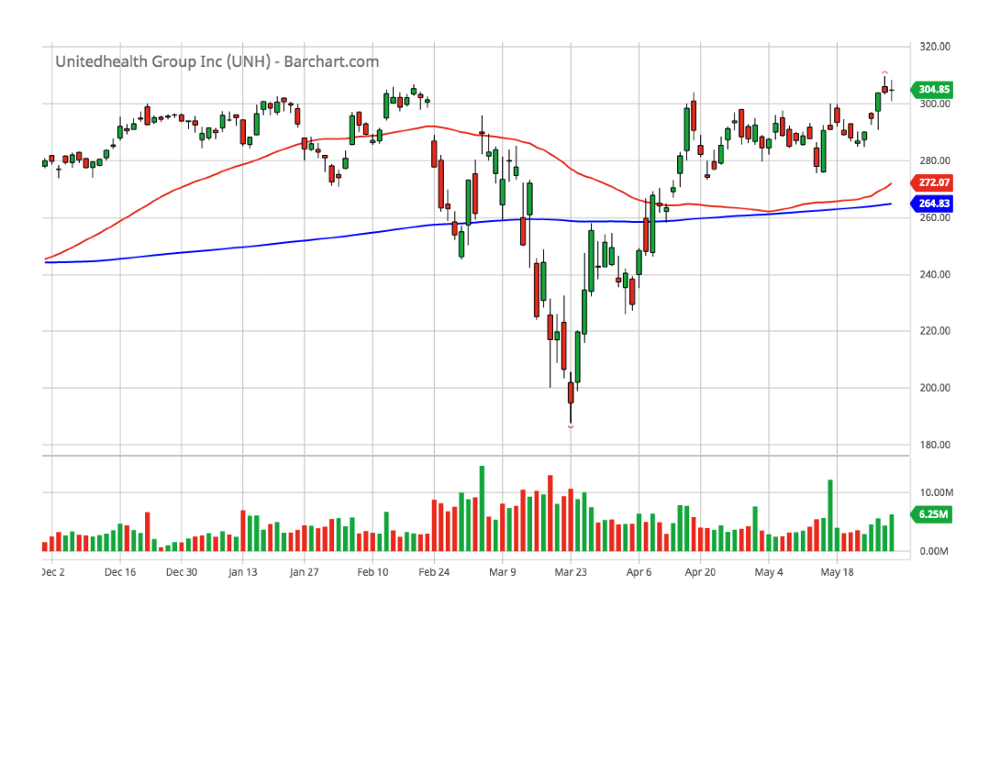 Unitedhealth Group Inc (UNH) - Barchart.com
320.00
304.85
300.00
280.00
272.07
264.83
260.00
240.00
220.00
200.00
180.00
10.00M
6.25M
0.00M
Dec 2 Dec 16 Dec 30 Jan 13 Jan 27 Feb 10 Feb 24 Mar 9 Mar 23 Apr 6 Apr 20 May 4 May 18